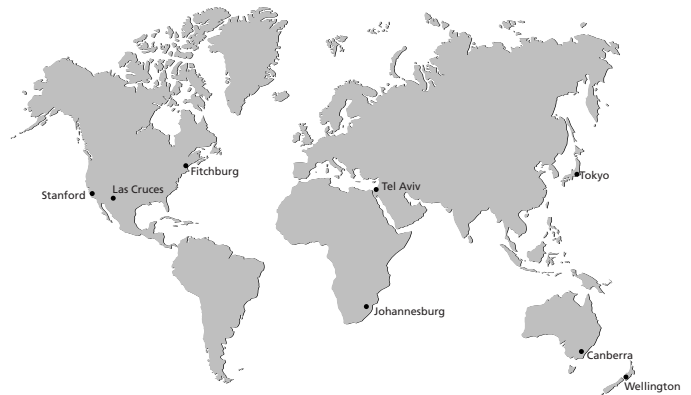 Fitchburg
Tokyo
Tel Aviv
Las Cruces
Stanford
Johannesburg
Canberra
Wellington